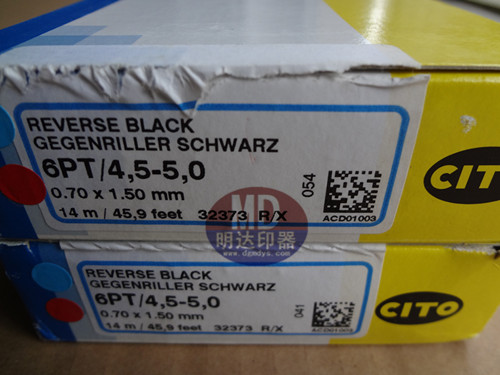 REVERSE BLACK
GEGENRILLER SCHWARZ
6PT/4,5-5,0
0.70 x 1.50 mm
14 m / 45,9 feet 32373 R/X
054
ACD01003
CITO
MD
明达印器
www.dgmdys.com
REVERSE BLACK
GEGENRILLER SCHWARZ
6PT/4,5-5,0
0.70 x 1.50 mm
14 m / 45,9 feet 32373 R/X
041
ACD01003
CITO